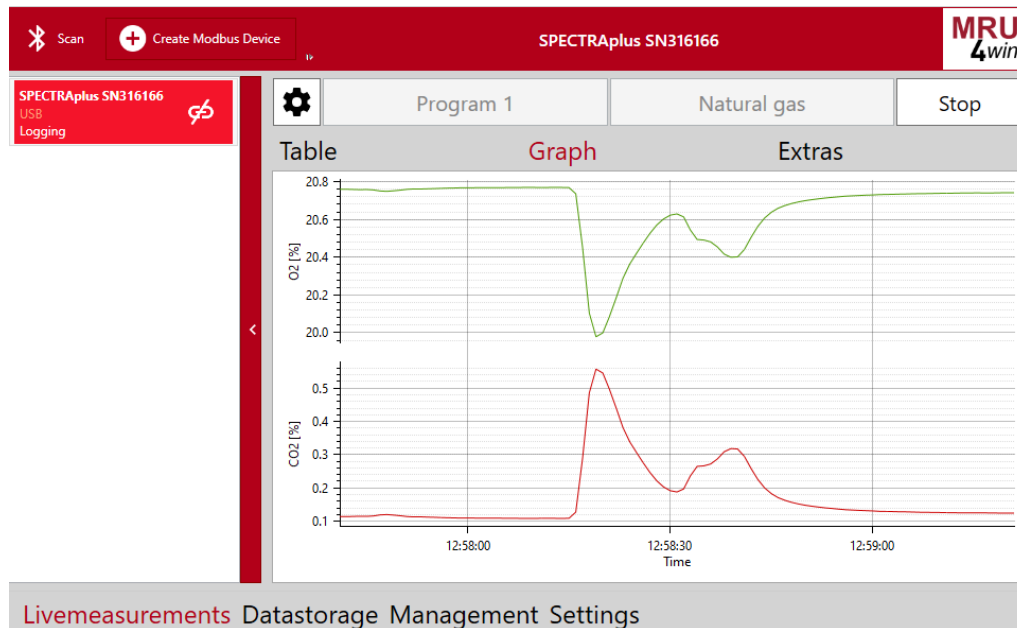 Scan
Create Modbus Device
SPECTRAplus SN316166
MRU
4win
SPECTRAplus SN316166
USB
Logging
Program 1
Natural gas
Stop
Table
Graph
Extras
20.8
20.6
20.4
20.2
20.0
O2 [%]
0.5
0.4
0.3
0.2
0.1
CO2 [%]
12:58:00
12:58:30
12:59:00
Time
Livemeasurements Datastorage Management Settings